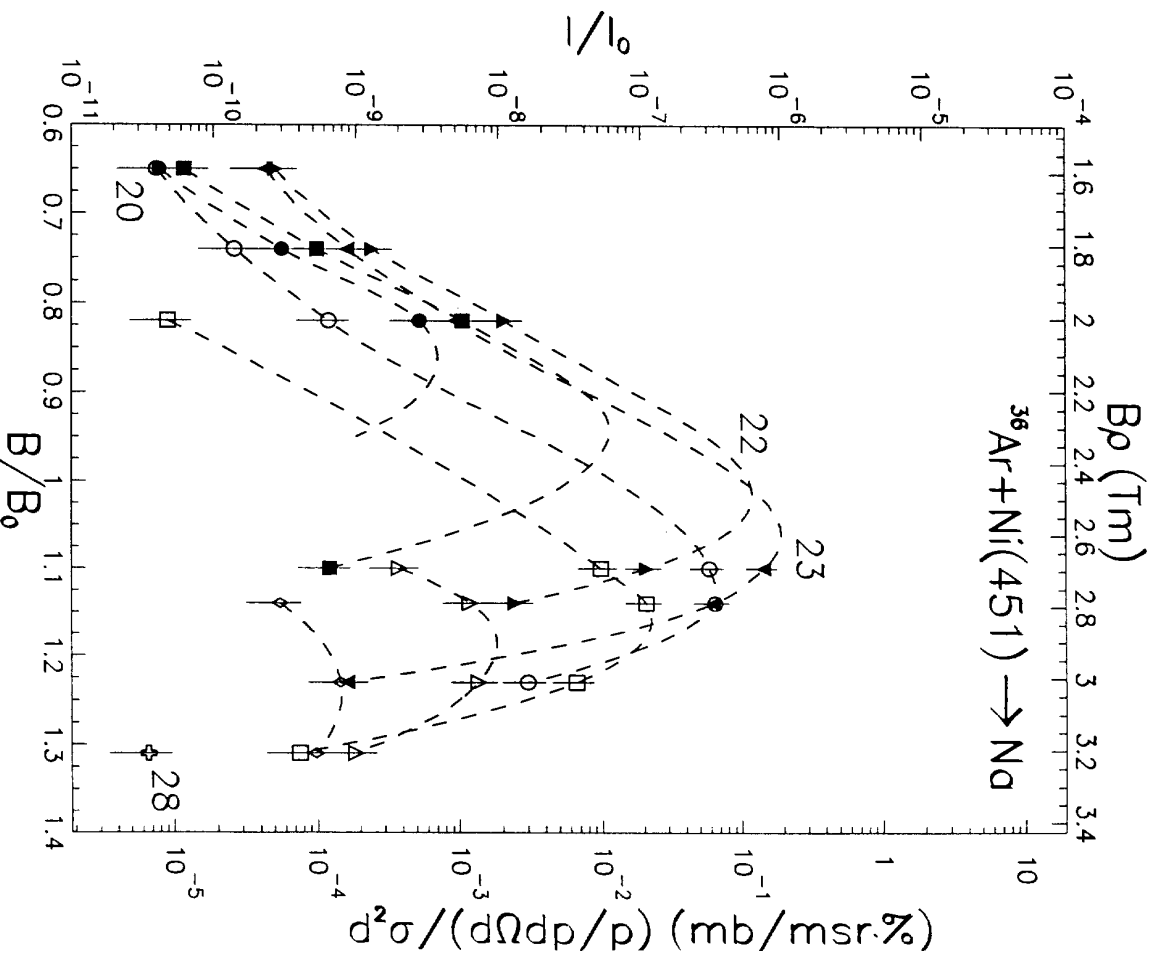 Bρ (Tm)
1.6 1.8 2 2.2 2.4 2.6 2.8 3 3.2 3.4
³⁶Ar+Ni(451)→Na
I/I₀
10⁻⁴
10⁻⁵
10⁻⁶
10⁻⁷
10⁻⁸
10⁻⁹
10⁻¹⁰
10⁻¹¹
22
23
20
28
10
1
10⁻¹
10⁻²
10⁻³
10⁻⁴
10⁻⁵
d²σ/(dΩdp/p) (mb/msr.%)
0.6 0.7 0.8 0.9 1 1.1 1.2 1.3 1.4
B/B₀